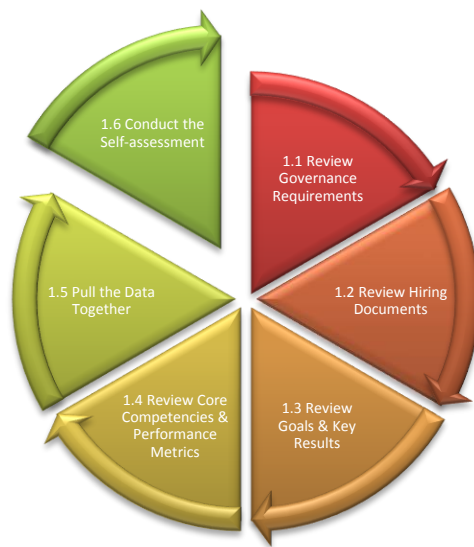 1.1 Review
Governance
Requirements
1.2 Review Hiring
Documents
1.3 Review
Goals & Key
Results
1.4 Review Core
Competencies &
Performance
Metrics
1.5 Pull the Data
Together
1.6 Conduct the
Self-assessment